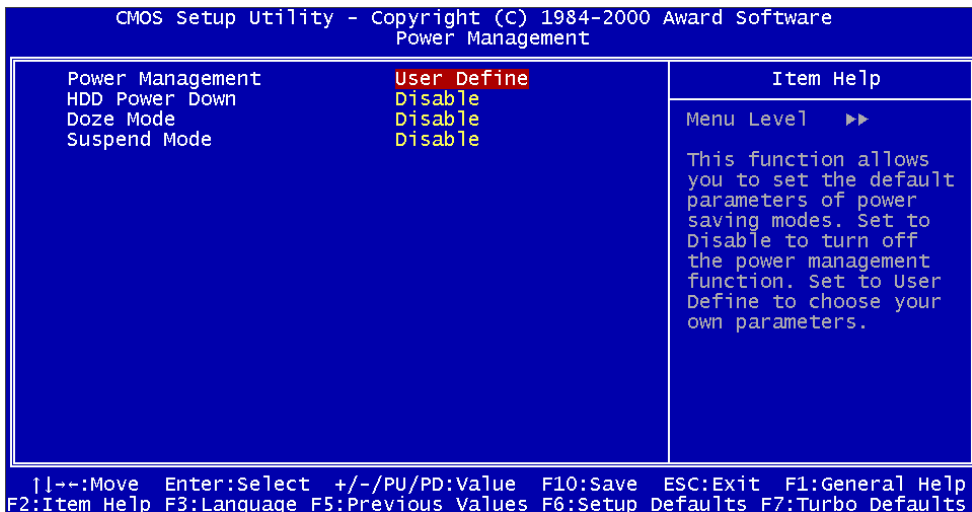 CMOS Setup Utility - Copyright (C) 1984-2000 Award Software
Power Management
Power Management User Define
HDD Power Down Disable
Doze Mode Disable
Suspend Mode Disable
Item Help
Menu Level ▸▸
This function allows
you to set the default
parameters of power
saving modes. Set to
Disable to turn off
the power management
function. Set to User
Define to choose your
own parameters.
↑↓→←:Move Enter:Select +/-/PU/PD:Value F10:Save ESC:Exit F1:General Help
F2:Item Help F3:Language F5:Previous Values F6:Setup Defaults F7:Turbo Defaults